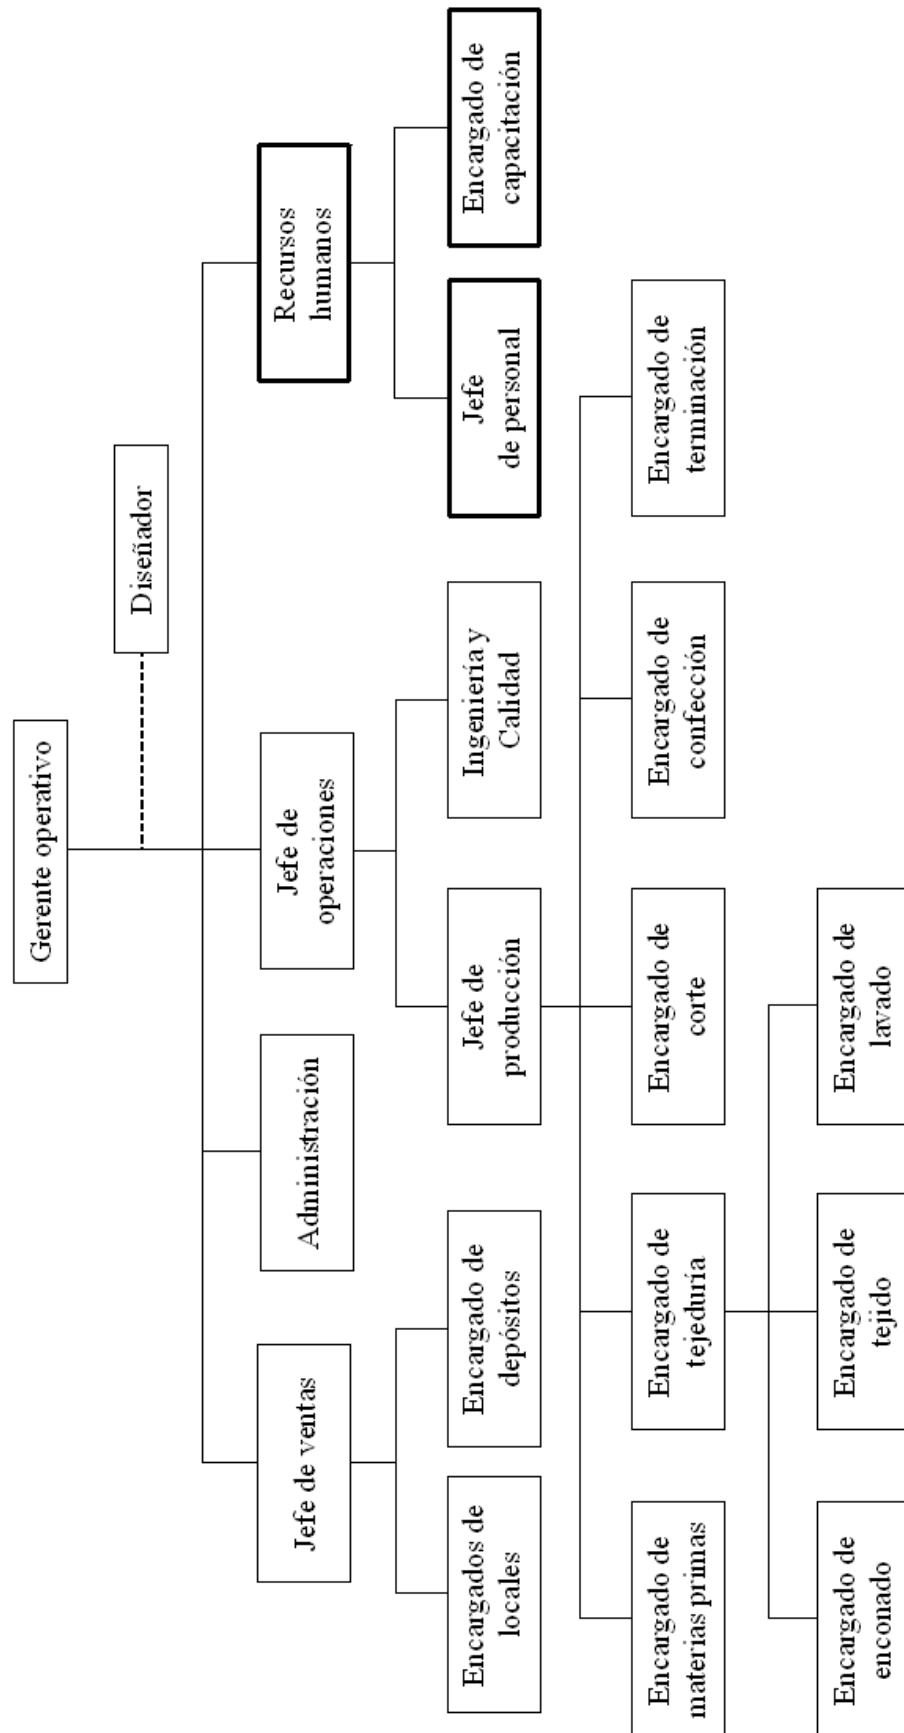 Gerente operativo
Diseñador
Jefe de ventas
Administración
Jefe de
operaciones
Recursos
humanos
Encargados de
locales
Encargado de
depósitos
Jefe de
producción
Ingeniería y
Calidad
Jefe
de personal
Encargado de
capacitación
Encargado de
materias primas
Encargado de
tejeduría
Encargado de
corte
Encargado de
confección
Encargado de
terminación
Encargado de
enconado
Encargado de
tejido
Encargado de
lavado